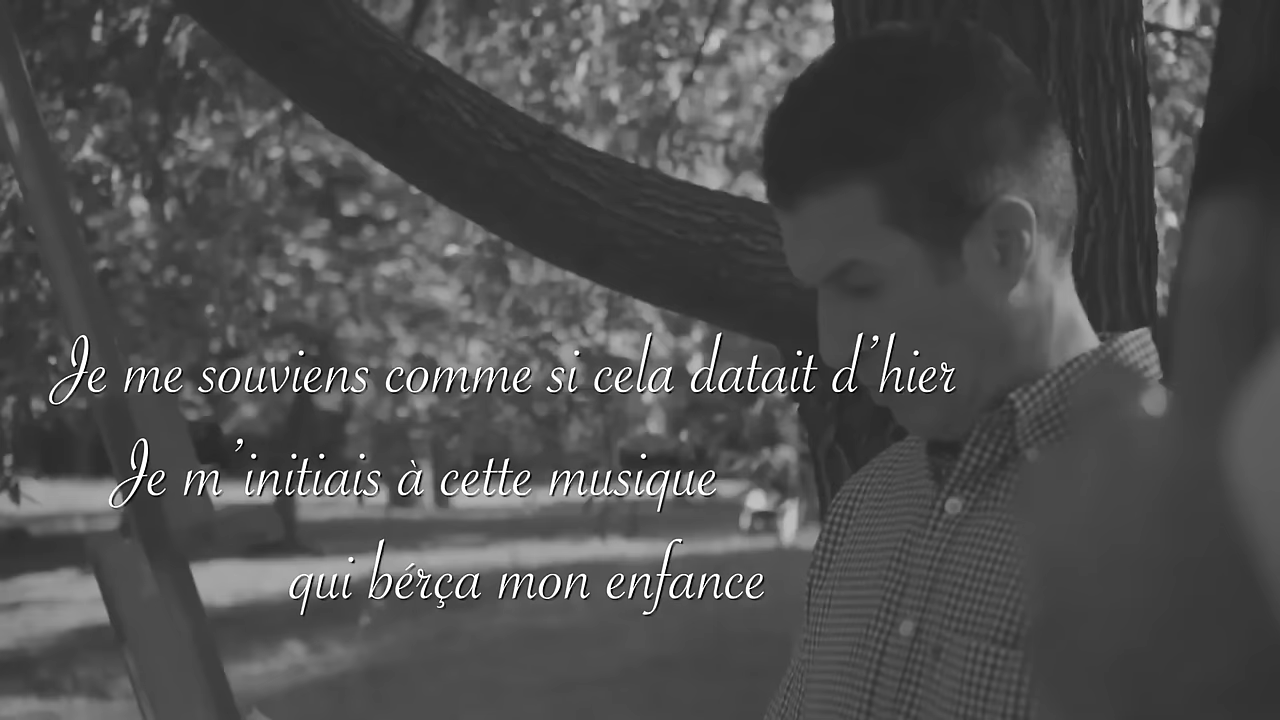 Je me souviens comme si cela datait d'hier
Je m'initiais à cette musique
qui bérça mon enfance